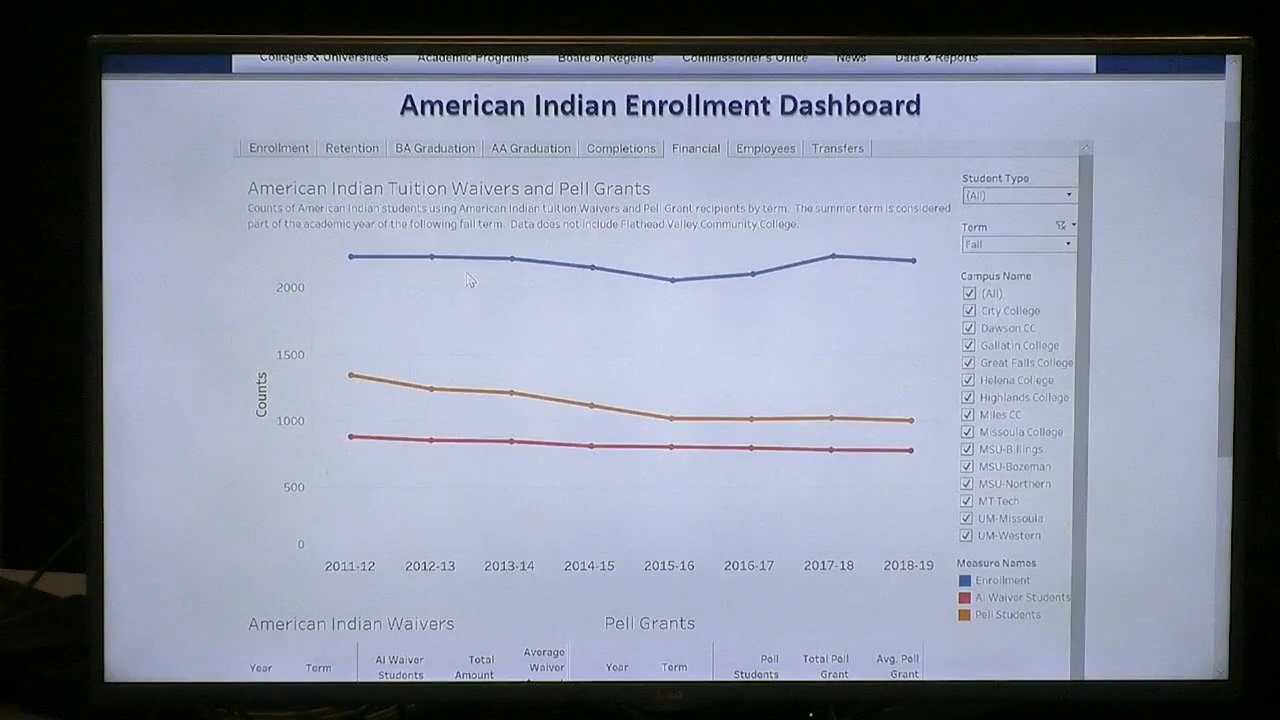 Colleges & Universities Academic Programs Board of Regents Commissioner's Office News Data & Reports
American Indian Enrollment Dashboard
Enrollment Retention BA Graduation AA Graduation Completions Financial Employees Transfers
American Indian Tuition Waivers and Pell Grants
Counts of American Indian students using American Indian tuition Waivers and Pell Grant recipients by term. The summer term is considered
part of the academic year of the following fall term. Data does not include Flathead Valley Community College.
Student Type
(All)
Term
Fall
Campus Name
(All)
City College
Dawson CC
Gallatin College
Great Falls College
Helena College
Highlands College
Miles CC
Missoula College
MSU-Billings
MSU-Bozeman
MSU-Northern
MT Tech
UM-Missoula
UM-Western
Measure Names
Enrollment
AI Waiver Students
Pell Students
Counts
2000
1500
1000
500
0
2011-12 2012-13 2013-14 2014-15 2015-16 2016-17 2017-18 2018-19
American Indian Waivers Pell Grants
Year Term AI Waiver Students Total Amount Average Waiver
Year Term Pell Students Total Pell Grant Avg. Pell Grant
LG